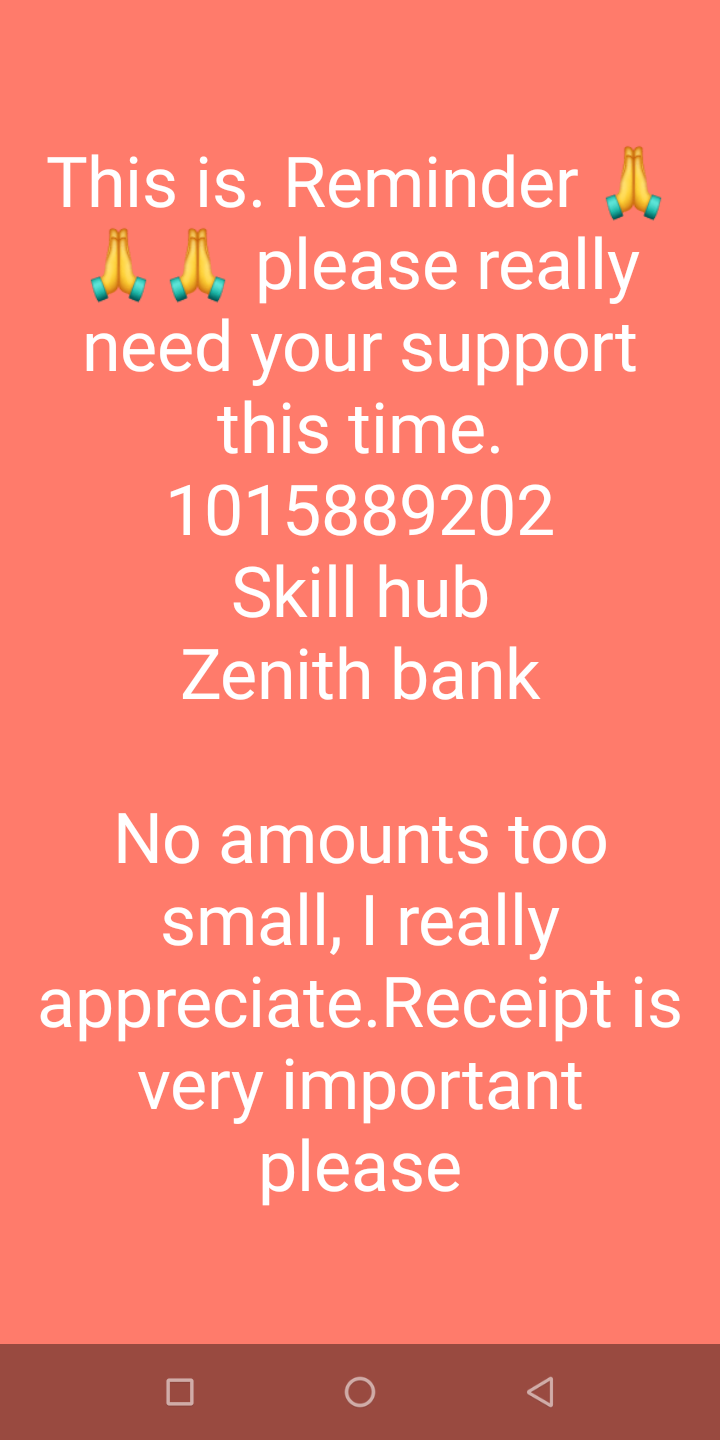 This is. Reminder 🙏
🙏🙏 please really
need your support
this time.
1015889202
Skill hub
Zenith bank
No amounts too
small, I really
appreciate.Receipt is
very important
please